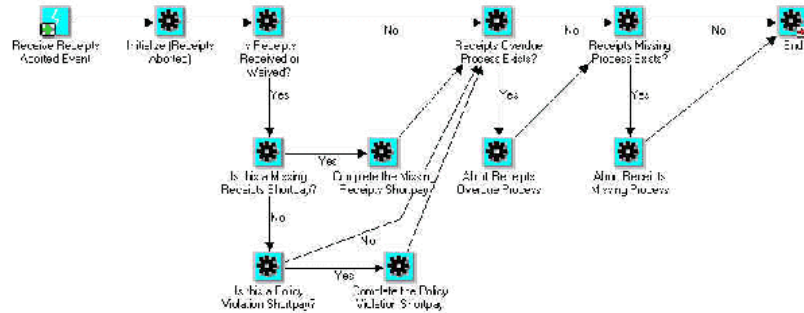 No
No
No
Receive Receipts
Aborted Event
Initialize (Receipts
Aborted)
Receipts
Received or
Waived?
Receipts Overdue
Process Exists?
Receipts Missing
Process Exists?
End
Yes
Yes
Yes
Yes
Is this a Missing
Receipts Shortpay?
Complete the Missing
Receipts Shortpay
Abort Receipts
Overdue Process
Abort Receipts
Missing Process
No
No
Yes
Is this a Policy
Violation Shortpay?
Complete the Policy
Violation Shortpay